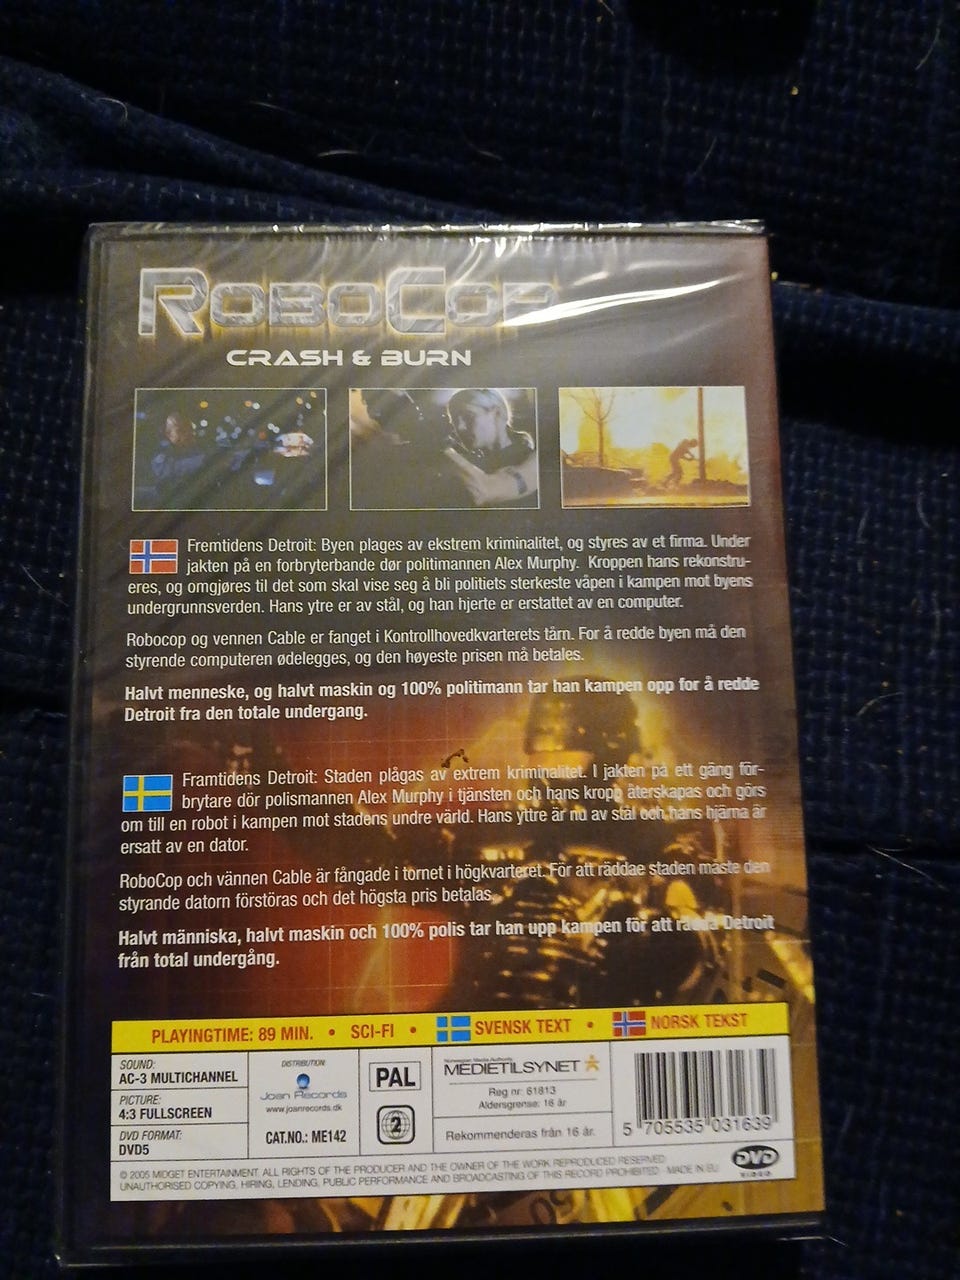 ROBOCOP
CRASH & BURN
Fremtidens Detroit: Byen plages av ekstrem kriminalitet, og styres av et firma. Under
jakten på en forbryterbande dør politimannen Alex Murphy. Kroppen hans rekonstru-
eres, og omgjøres til det som skal vise seg å bli politiets sterkeste våpen i kampen mot byens
undergrunnsverden. Hans ytre er av stål, og han hjerte er erstattet av en computer.
Robocop og vennen Cable er fanget i Kontrollhovedkvarterets tårn. For å redde byen må den
styrende computeren ødelegges, og den høyeste prisen må betales.
Halvt menneske, og halvt maskin og 100% politimann tar han kampen opp for å redde
Detroit fra den totale undergang.
Framtidens Detroit: Staden plågas av extrem kriminalitet. I jakten på ett gäng för-
brytare dör polismannen Alex Murphy i tjänsten och hans kropp återskapas och görs
om till en robot i kampen mot stadens undre värld. Hans yttre är nu av stål och hans hjärna är
ersatt av en dator.
RoboCop och vännen Cable är fångade i tornet i högkvarteret. För att räddae staden måste den
styrande datorn förstöras och det högsta pris betalas.
Halvt människa, halvt maskin och 100% polis tar han upp kampen för att rädda Detroit
från total undergång.
PLAYINGTIME: 89 MIN. • SCI-FI • SVENSK TEXT • NORSK TEKST
SOUND:
AC-3 MULTICHANNEL
PICTURE:
4:3 FULLSCREEN
DVD FORMAT:
DVD5
DISTRIBUTION:
Joan Records
www.joanrecords.dk
CAT.NO.: ME142
PAL
2
Norwegian Media Authority
MEDIETILSYNET
Reg nr: 61813
Aldersgrense: 16 år
Rekommenderas från 16 år.
5 705535 031639
© 2005 MIDGET ENTERTAINMENT. ALL RIGHTS OF THE PRODUCER AND THE OWNER OF THE WORK REPRODUCED RESERVED.
UNAUTHORISED COPYING, HIRING, LENDING, PUBLIC PERFORMANCE AND BROADCASTING OF THIS RECORD PROHIBITED · MADE IN EU
DVD
VIDEO